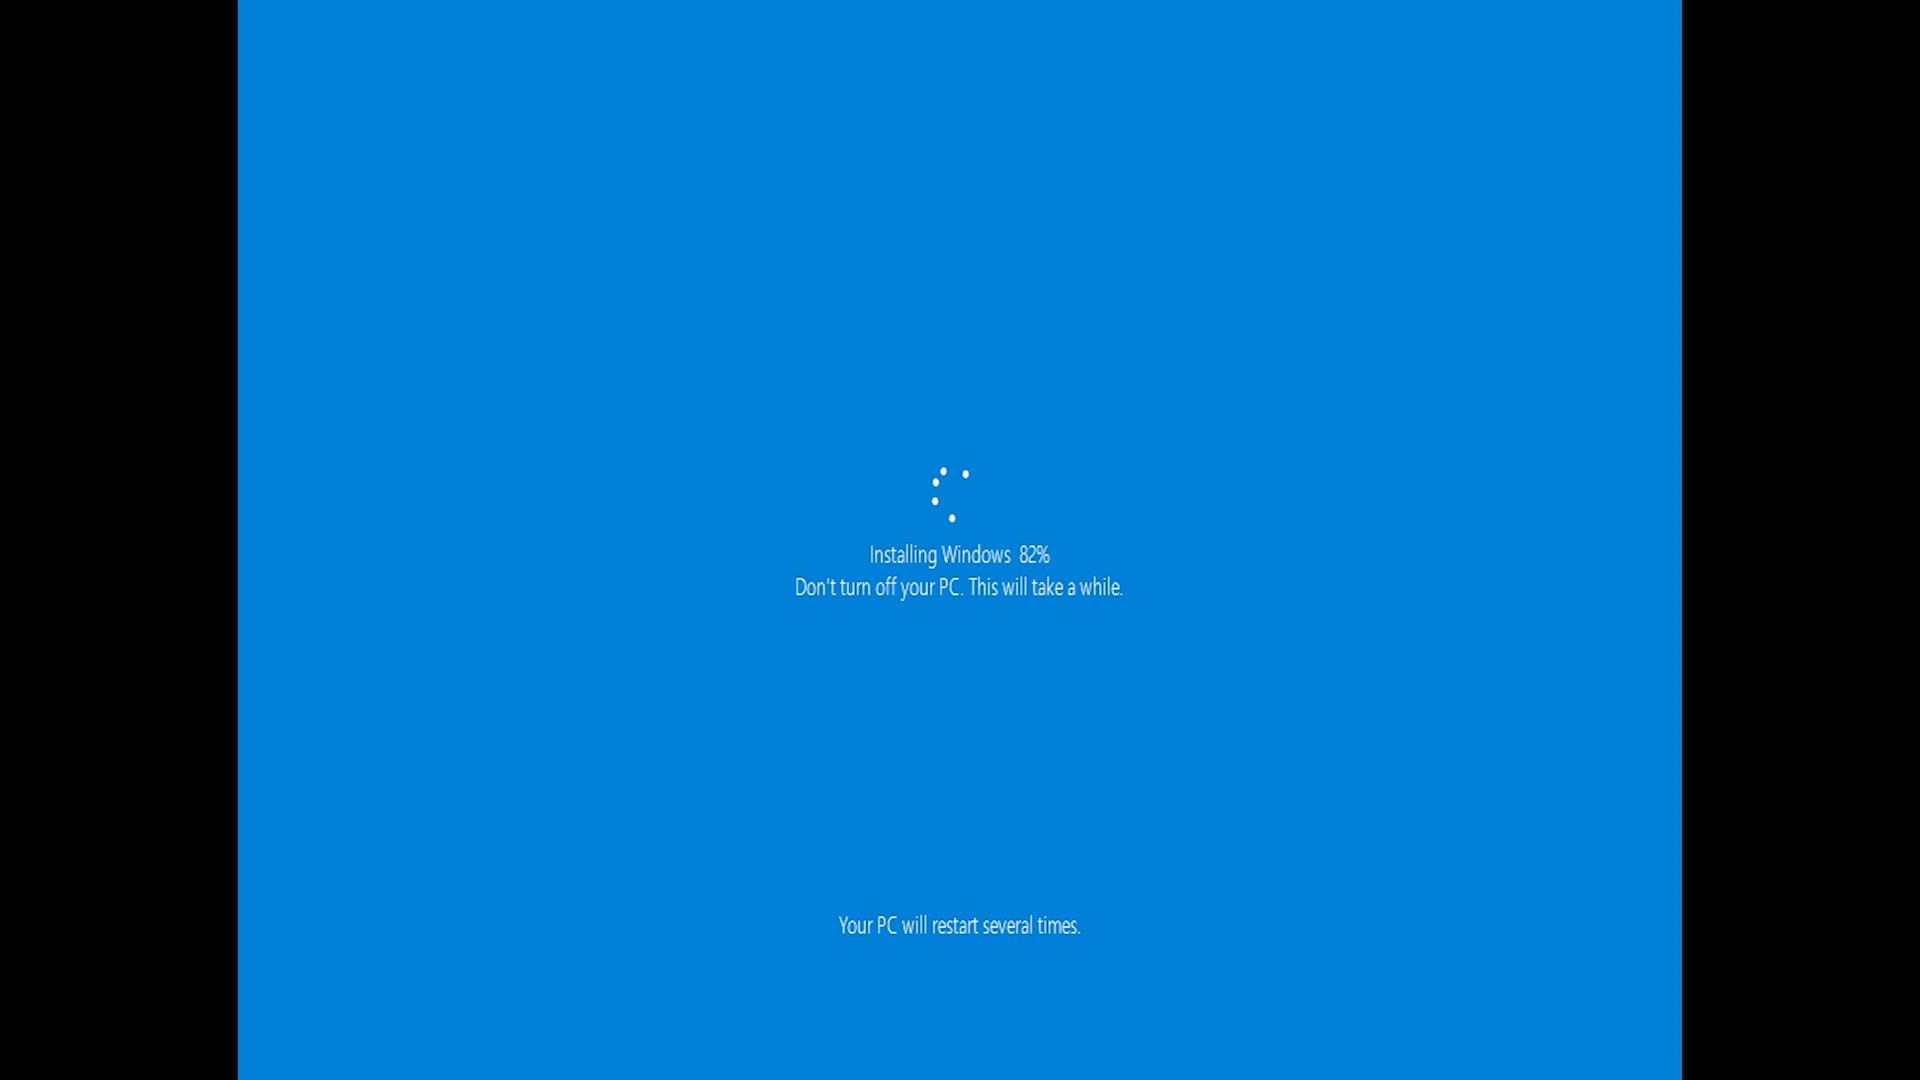 Installing Windows 82%
Don't turn off your PC. This will take a while.
Your PC will restart several times.